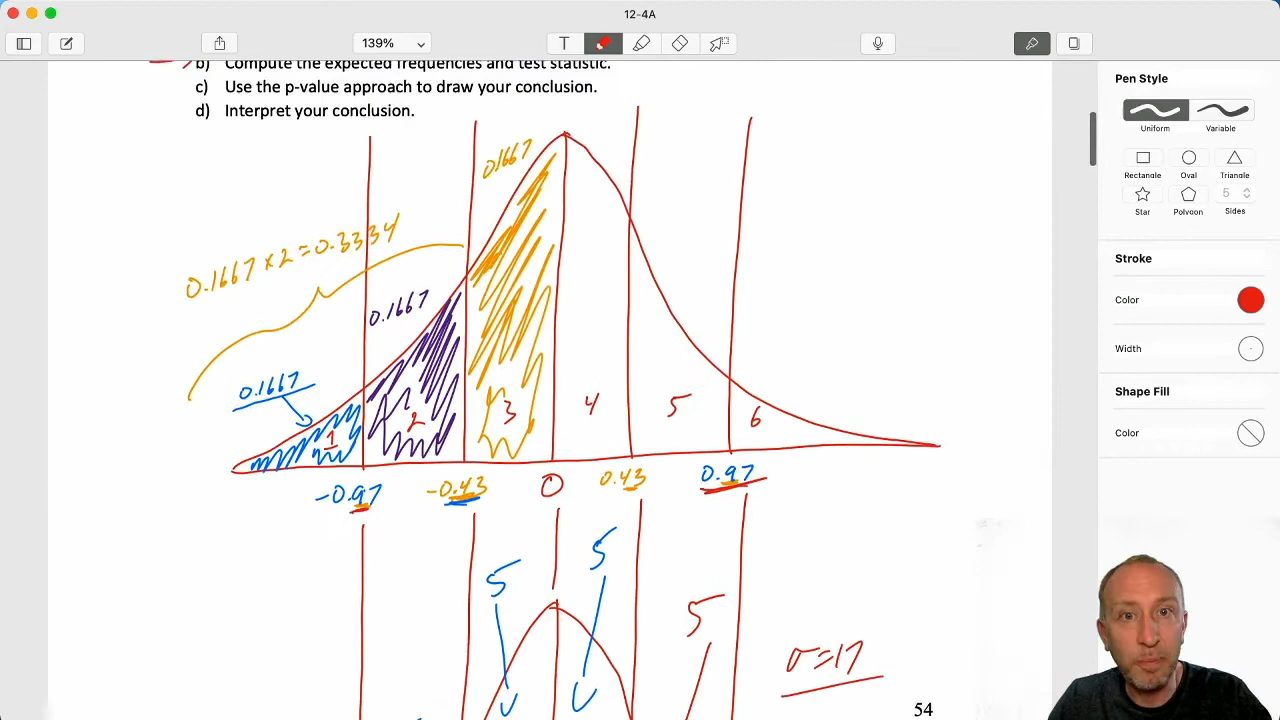 12-4A
139%
T
b) Compute the expected frequencies and test statistic.
c) Use the p-value approach to draw your conclusion.
d) Interpret your conclusion.
Pen Style
Uniform
Variable
Rectangle
Oval
Triangle
Star
Polygon
5
Sides
Stroke
Color
Width
Shape Fill
Color
0.1667
0.1667 x 2 = 0.3334
0.1667
0.1667
1
2
3
4
5
6
-0.97
-0.43
0
0.43
0.97
5
5
5
σ=17
54